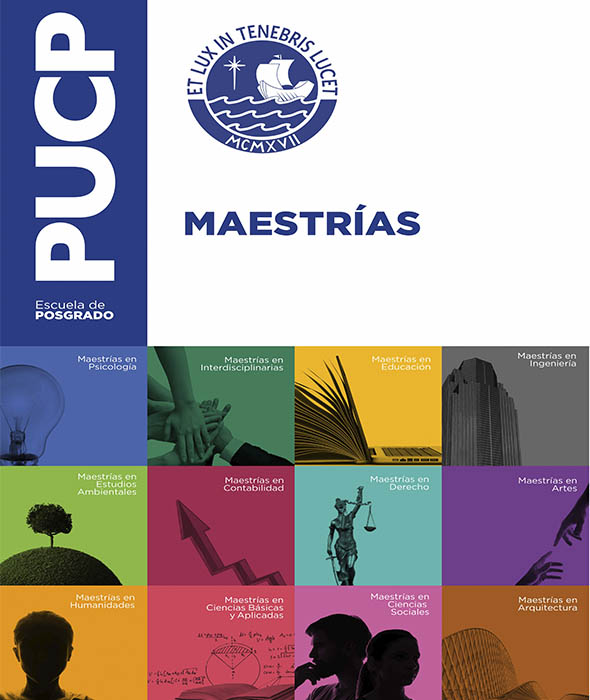 PUCP
Escuela de
POSGRADO
ET LUX IN TENEBRIS LUCET
MCMXVII
MAESTRÍAS
Maestrías en
Psicología
Maestrías en
Interdisciplinarias
Maestrías en
Educación
Maestrías en
Ingeniería
Maestrías en
Estudios
Ambientales
Maestrías en
Contabilidad
Maestrías en
Derecho
Maestrías en
Artes
Maestrías en
Humanidades
Maestrías en
Ciencias Básicas
y Aplicadas
Maestrías en
Ciencias
Sociales
Maestrías en
Arquitectura